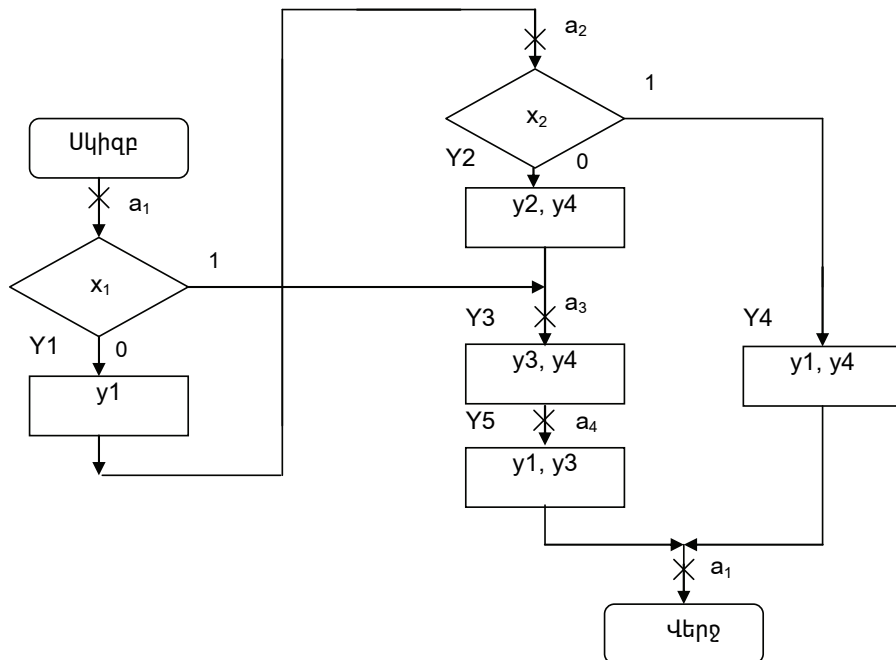 a₂
1
x₂
Սկիզբ
Y2
0
a₁
y2, y4
1
x₁
a₃
Y3
Y4
Y1
0
y3, y4
y1, y4
y1
Y5
a₄
y1, y3
a₁
Վերջ